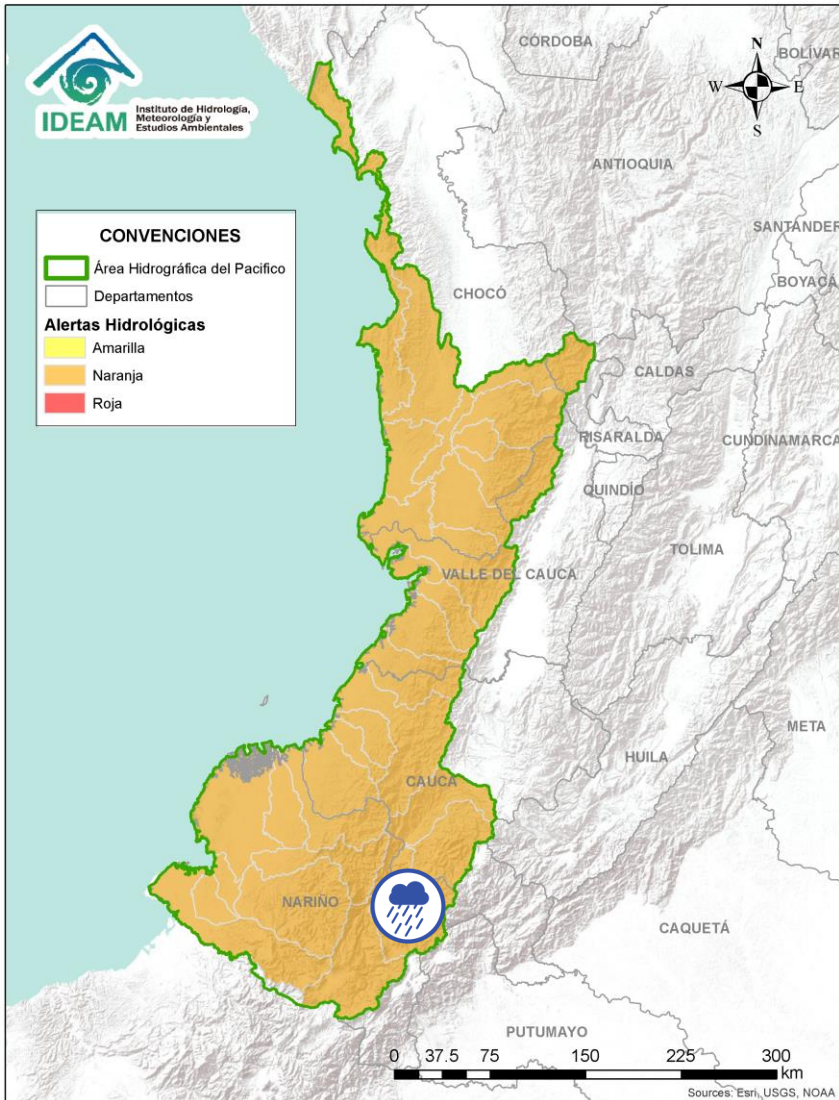 IDEAM
Instituto de Hidrología,
Meteorología y
Estudios Ambientales
CÓRDOBA
BOLÍVAR
N
W E
S
ANTIOQUIA
SANTANDER
BOYACÁ
CONVENCIONES
Área Hidrográfica del Pacifico
Departamentos
Alertas Hidrológicas
Amarilla
Naranja
Roja
CHOCÓ
CALDAS
RISARALDA
CUNDINAMARCA
QUINDÍO
TOLIMA
VALLE DEL CAUCA
META
HUILA
CAUCA
NARIÑO
CAQUETÁ
PUTUMAYO
0 37.5 75 150 225 300
km
Sources: Esri, USGS, NOAA